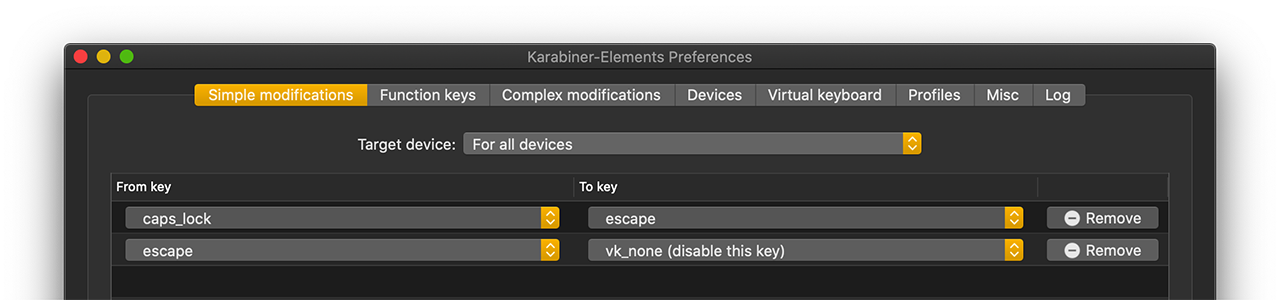 Karabiner-Elements Preferences
Simple modifications Function keys Complex modifications Devices Virtual keyboard Profiles Misc Log
Target device: For all devices
From key To key
caps_lock escape Remove
escape vk_none (disable this key) Remove